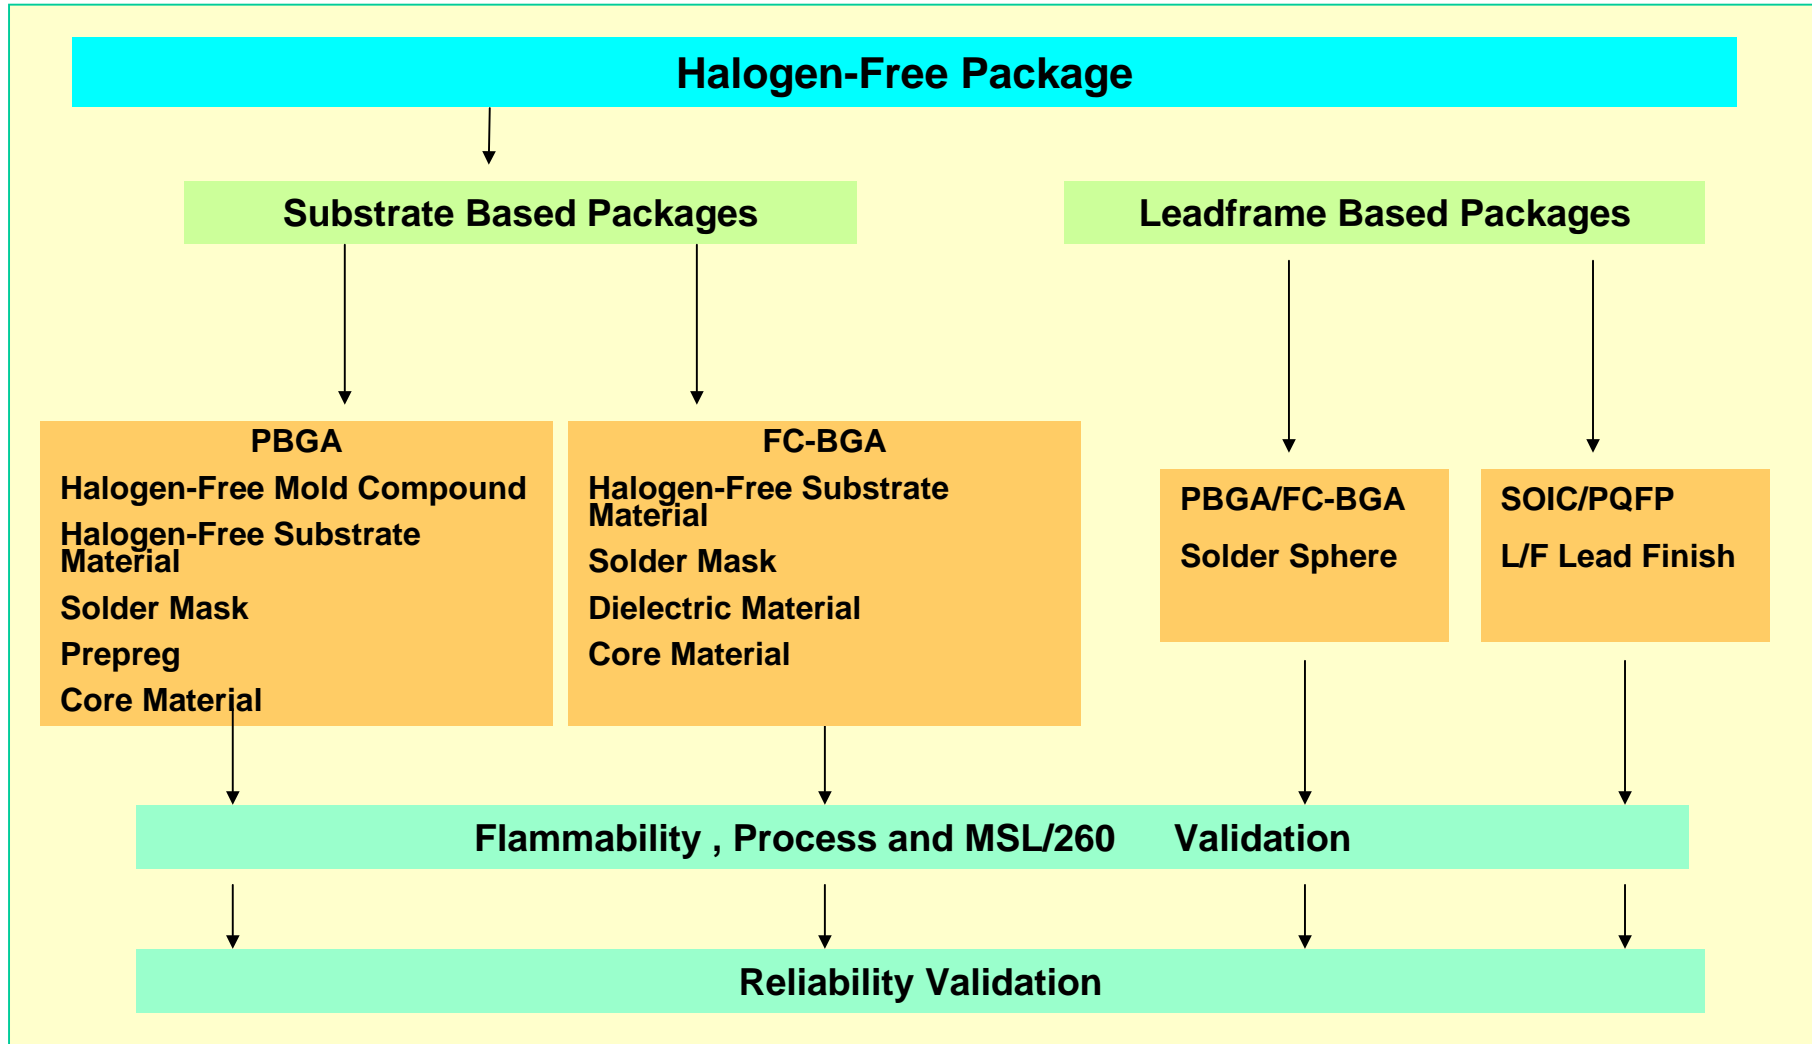 Halogen-Free Package
Substrate Based Packages
Leadframe Based Packages
PBGA
Halogen-Free Mold Compound
Halogen-Free Substrate
Material
Solder Mask
Prepreg
Core Material
FC-BGA
Halogen-Free Substrate
Material
Solder Mask
Dielectric Material
Core Material
PBGA/FC-BGA
Solder Sphere
SOIC/PQFP
L/F Lead Finish
Flammability , Process and MSL/260 Validation
Reliability Validation